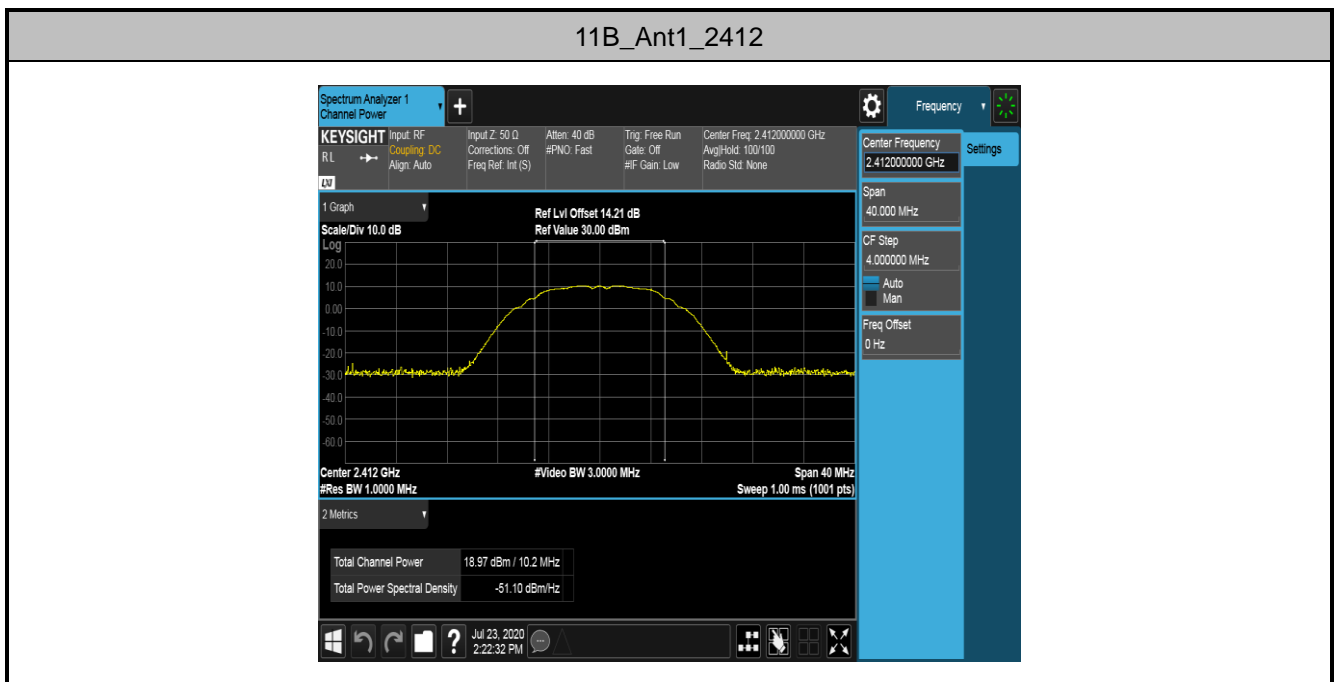 11B_Ant1_2412
Spectrum Analyzer 1
Channel Power
+
Frequency
KEYSIGHT
RL
LXI
Input: RF
Coupling: DC
Align: Auto
Input Z: 50 Ω
Corrections: Off
Freq Ref: Int (S)
Atten: 40 dB
#PNO: Fast
Trig: Free Run
Gate: Off
#IF Gain: Low
Center Freq: 2.412000000 GHz
Avg|Hold: 100/100
Radio Std: None
Center Frequency
2.412000000 GHz
Settings
Span
40.000 MHz
CF Step
4.000000 MHz
Auto
Man
Freq Offset
0 Hz
1 Graph
Scale/Div 10.0 dB
Ref Lvl Offset 14.21 dB
Ref Value 30.00 dBm
Log
20.0
10.0
0.00
-10.0
-20.0
-30.0
-40.0
-50.0
-60.0
Center 2.412 GHz
#Res BW 1.0000 MHz
#Video BW 3.0000 MHz
Span 40 MHz
Sweep 1.00 ms (1001 pts)
2 Metrics
Total Channel Power 18.97 dBm / 10.2 MHz
Total Power Spectral Density -51.10 dBm/Hz
?
Jul 23, 2020
2:22:32 PM